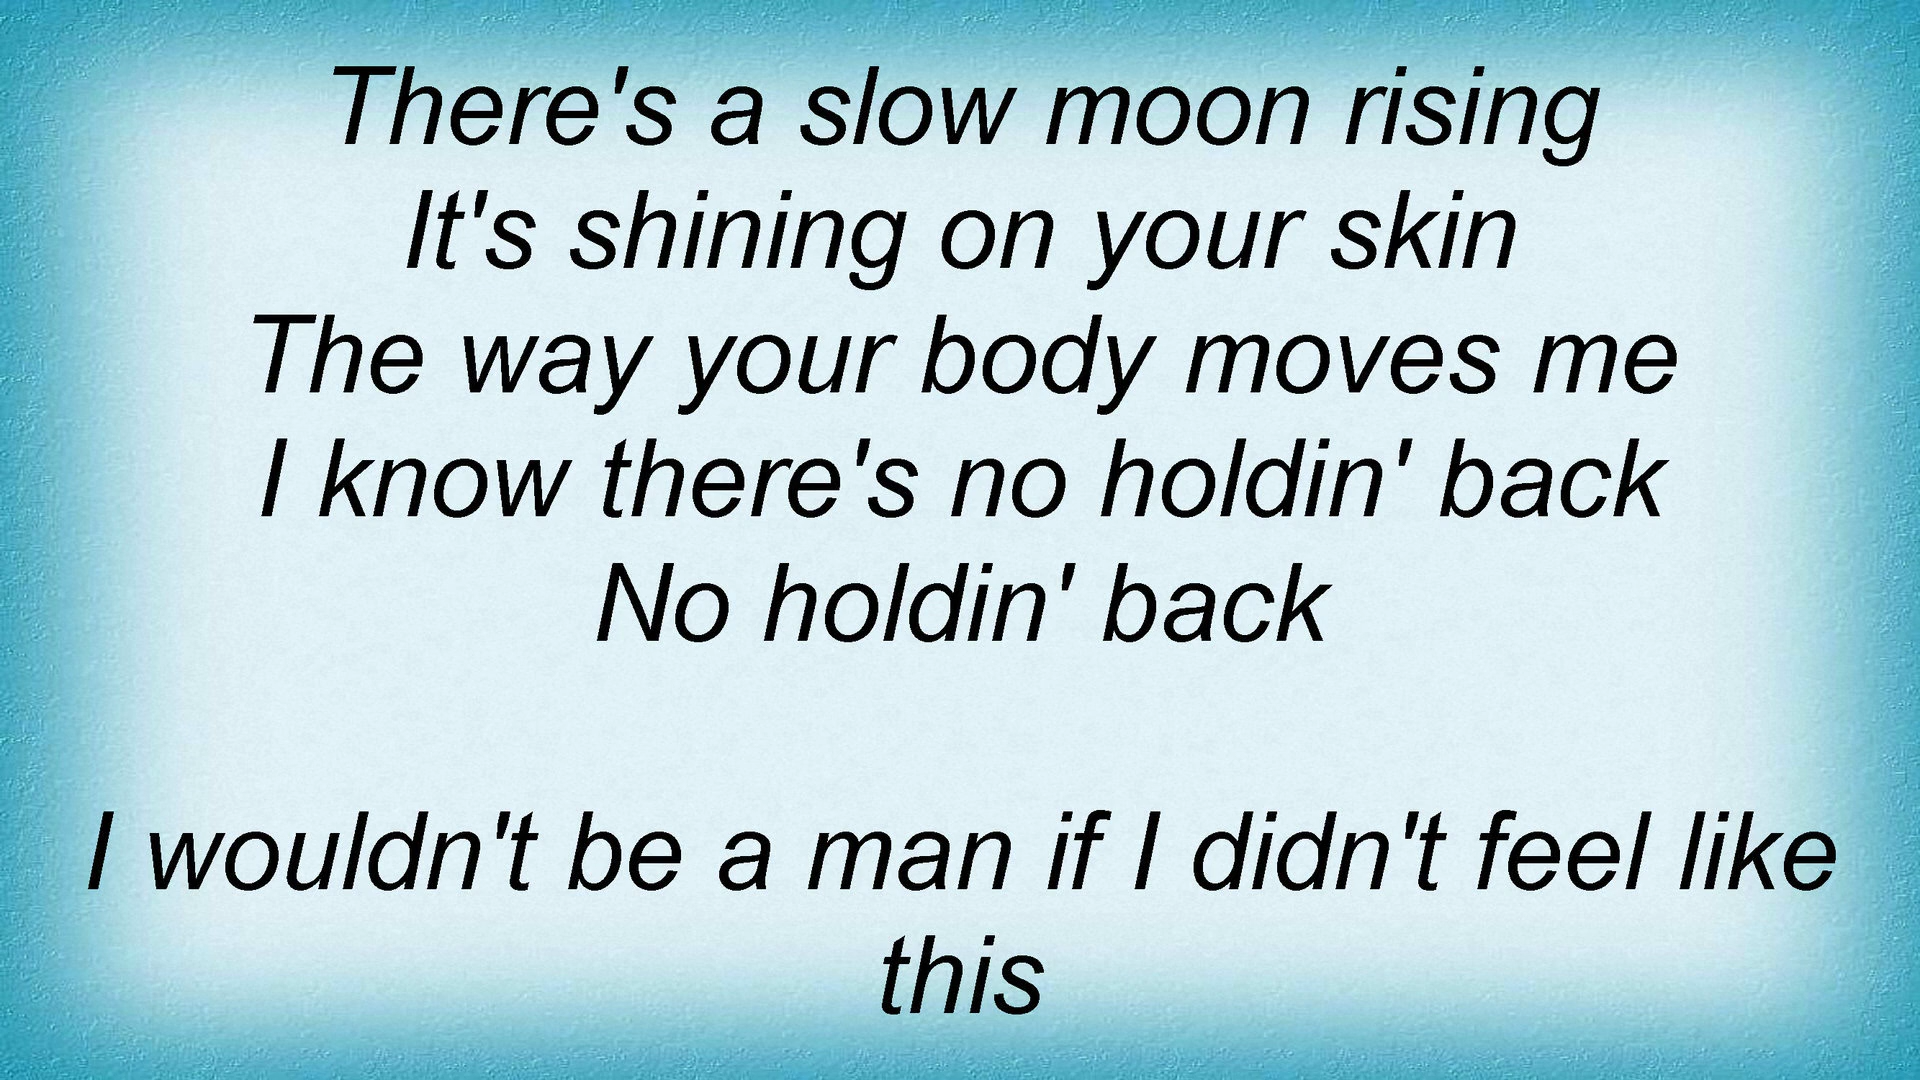 There's a slow moon rising
It's shining on your skin
The way your body moves me
I know there's no holdin' back
No holdin' back
I wouldn't be a man if I didn't feel like
this